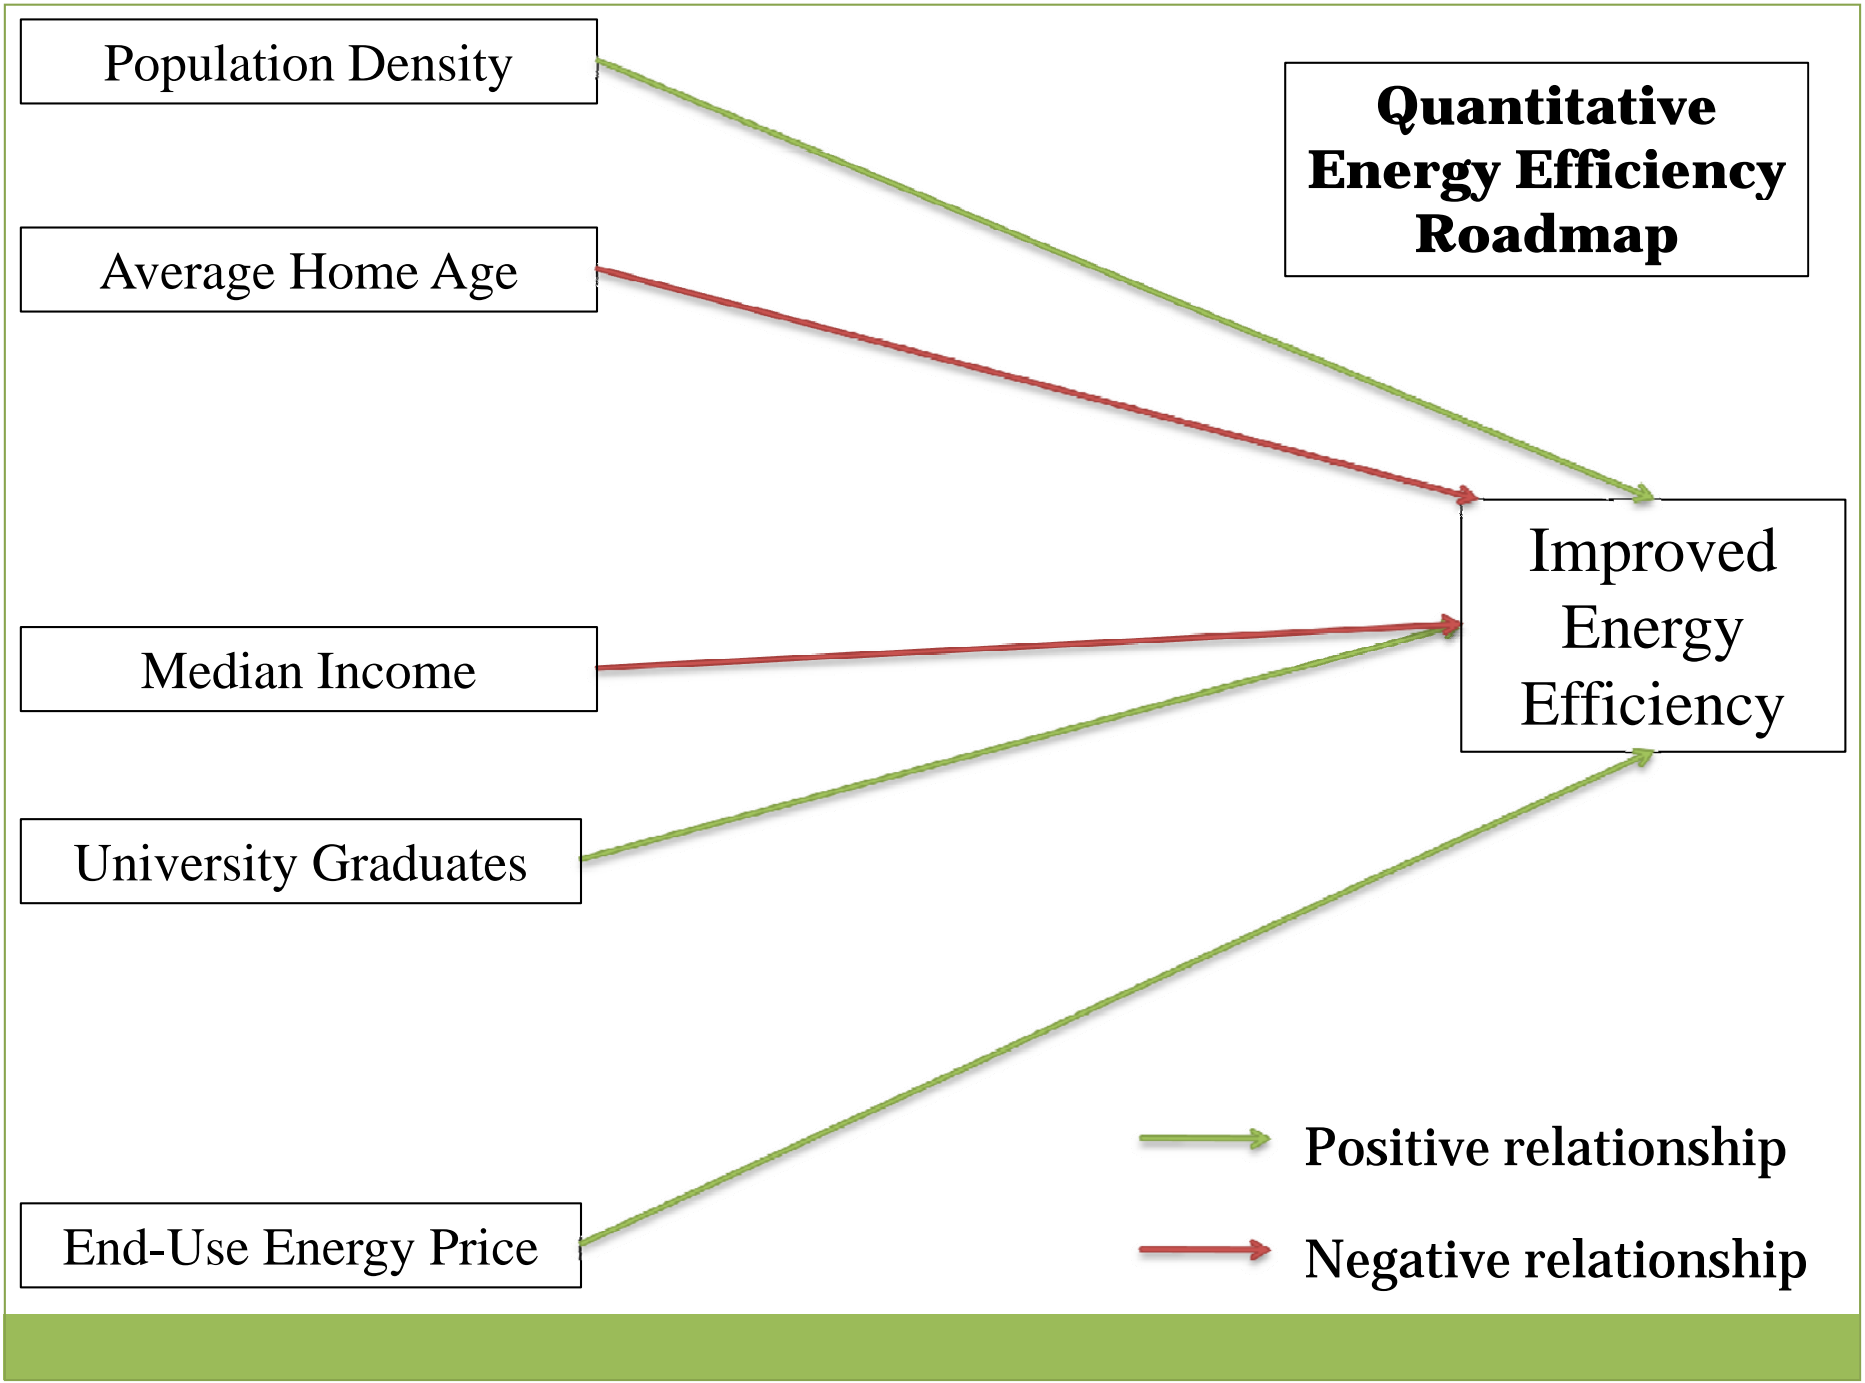 Population Density
Quantitative
Energy Efficiency
Roadmap
Average Home Age
Improved
Energy
Efficiency
Median Income
University Graduates
End-Use Energy Price
Positive relationship
Negative relationship